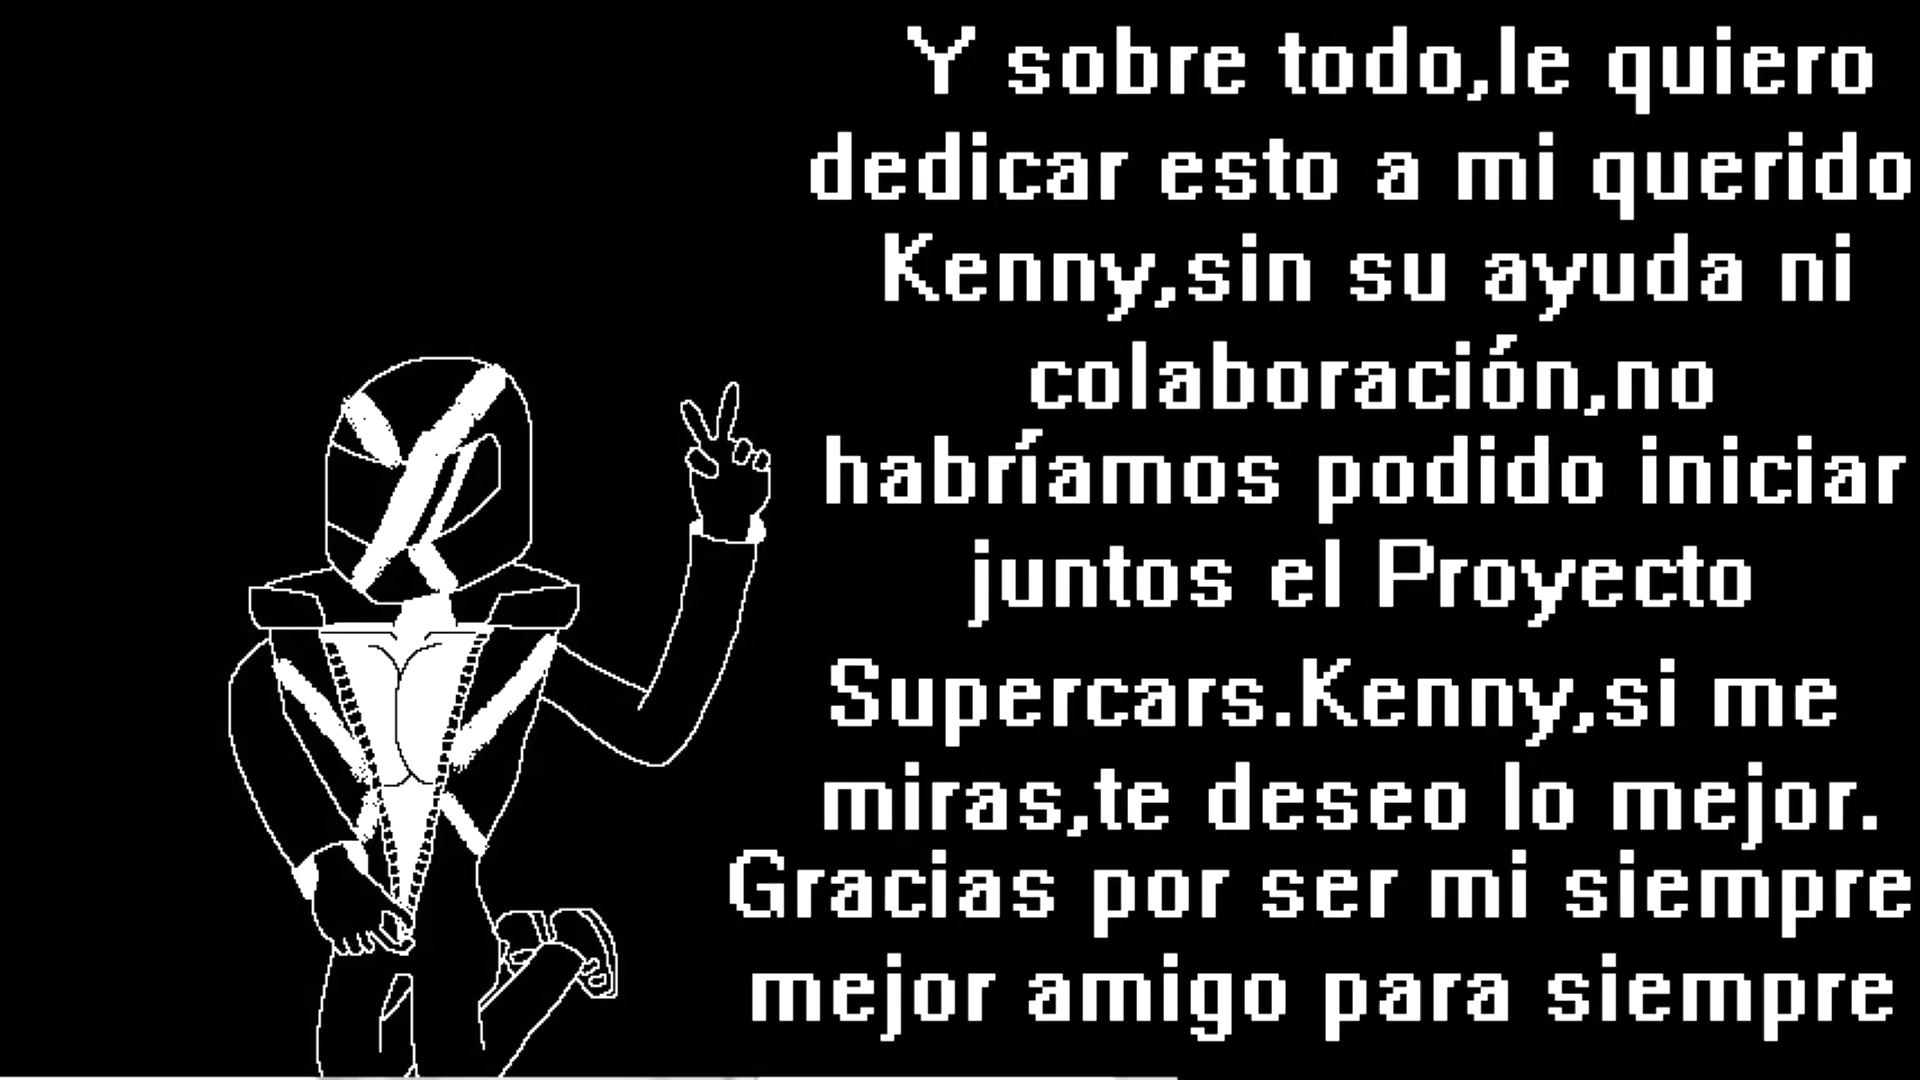 Y sobre todo,le quiero
dedicar esto a mi querido
Kenny,sin su ayuda ni
colaboración,no
habríamos podido iniciar
juntos el Proyecto
Supercars.Kenny,si me
miras,te deseo lo mejor.
Gracias por ser mi siempre
mejor amigo para siempre